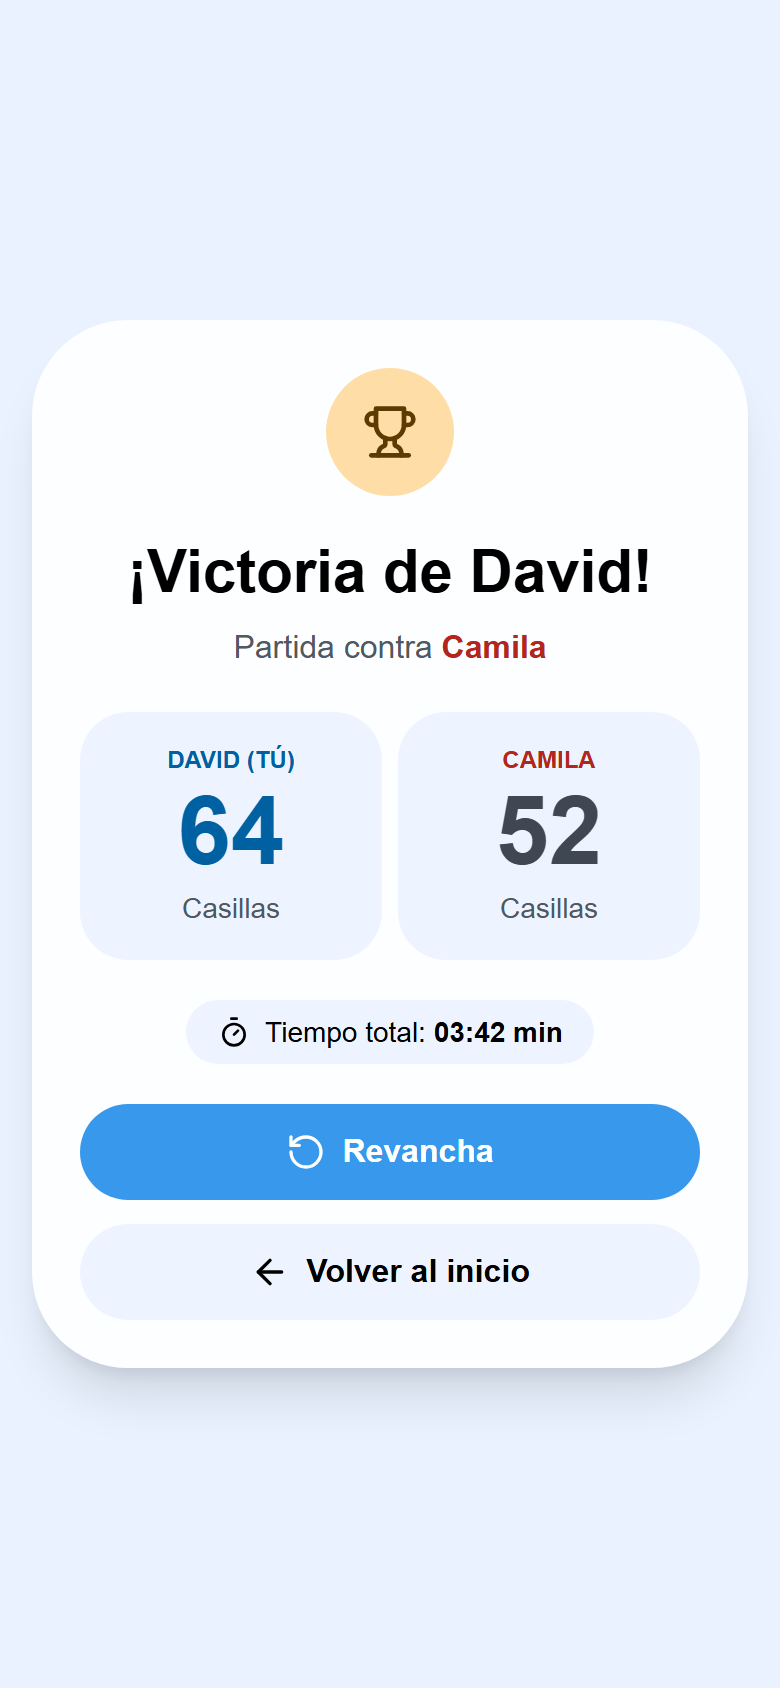 ¡Victoria de David!
Partida contra Camila
DAVID (TÚ)
64
Casillas
CAMILA
52
Casillas
Tiempo total: 03:42 min
Revancha
Volver al inicio